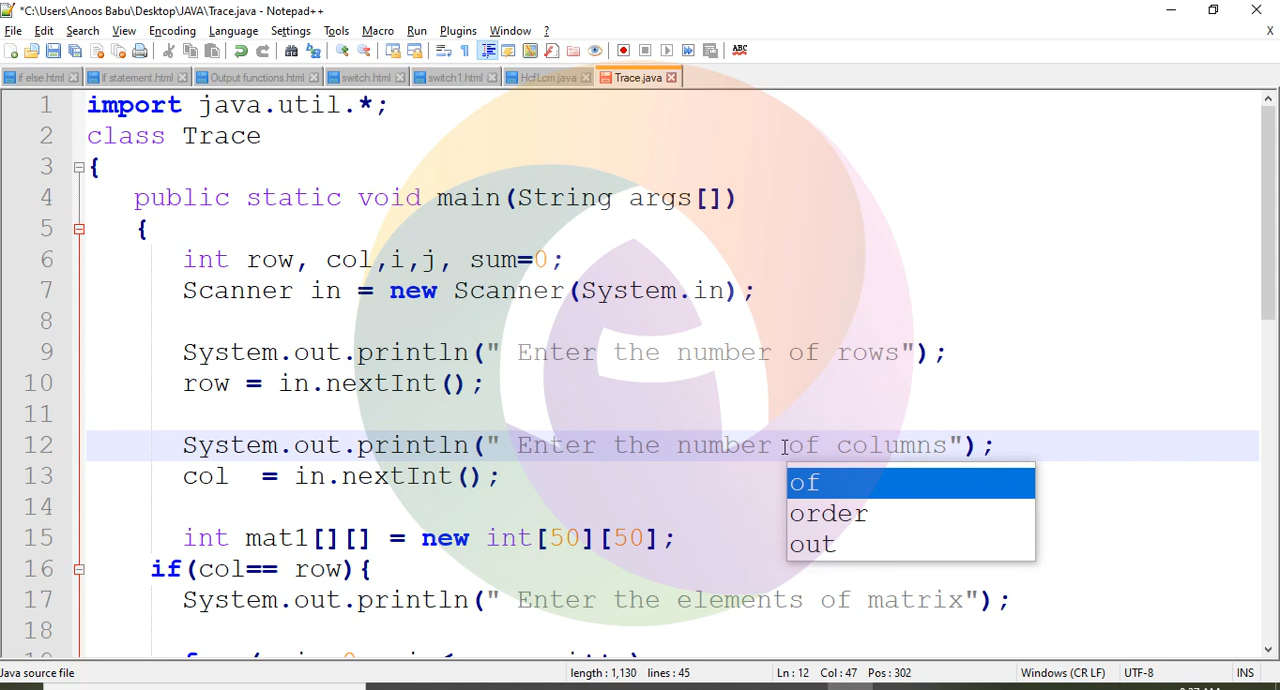 *C:\Users\Anoos Babu\Desktop\JAVA\Trace.java - Notepad++
File Edit Search View Encoding Language Settings Tools Macro Run Plugins Window ? X
if else.html if statement.html Output functions.html switch.html switch1.html HcfLcm.java Trace.java
1 import java.util.*;
2 class Trace
3 {
4 public static void main(String args[])
5 {
6 int row, col,i,j, sum=0;
7 Scanner in = new Scanner(System.in);
8
9 System.out.println(" Enter the number of rows");
10 row = in.nextInt();
11
12 System.out.println(" Enter the number of columns");
13 col  = in.nextInt();
of
14
order
15 int mat1[][] = new int[50][50];
out
16 if(col== row){
17 System.out.println(" Enter the elements of matrix");
18
Java source file length : 1,130 lines : 45 Ln : 12 Col : 47 Pos : 302 Windows (CR LF) UTF-8 INS